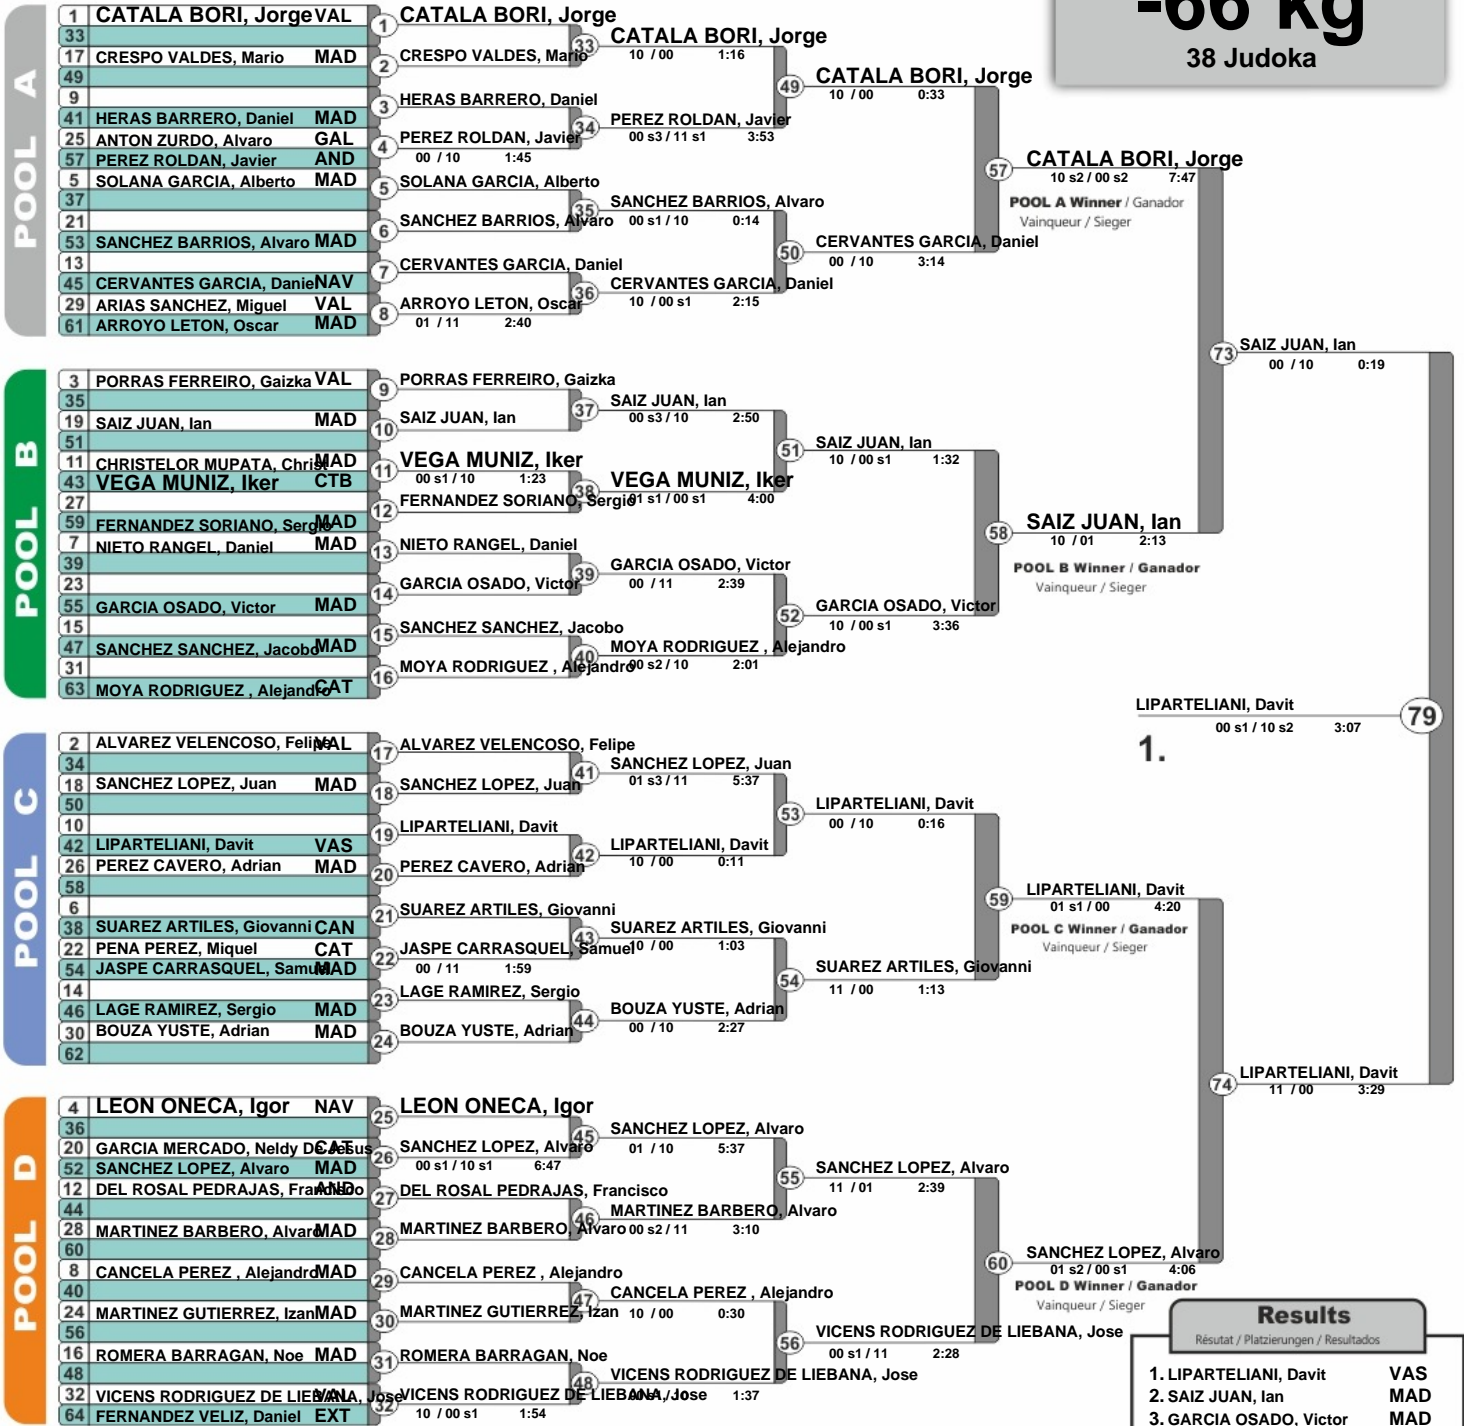 -66 kg
38 Judoka
POOL A
1 CATALA BORI, Jorge VAL
33
17 CRESPO VALDES, Mario MAD
49
9
41 HERAS BARRERO, Daniel MAD
25 ANTON ZURDO, Alvaro GAL
57 PEREZ ROLDAN, Javier AND
5 SOLANA GARCIA, Alberto MAD
37
21
53 SANCHEZ BARRIOS, Alvaro MAD
13
45 CERVANTES GARCIA, Daniel NAV
29 ARIAS SANCHEZ, Miguel VAL
61 ARROYO LETON, Oscar MAD
1 CATALA BORI, Jorge
2 CRESPO VALDES, Mario
3 HERAS BARRERO, Daniel
4 PEREZ ROLDAN, Javier
00 / 10 1:45
5 SOLANA GARCIA, Alberto
6 SANCHEZ BARRIOS, Alvaro
7 CERVANTES GARCIA, Daniel
8 ARROYO LETON, Oscar
01 / 11 2:40
33 CATALA BORI, Jorge
10 / 00 1:16
34 PEREZ ROLDAN, Javier
00 s3 / 11 s1 3:53
35 SANCHEZ BARRIOS, Alvaro
00 s1 / 10 0:14
36 CERVANTES GARCIA, Daniel
10 / 00 s1 2:15
49 CATALA BORI, Jorge
10 / 00 0:33
50 CERVANTES GARCIA, Daniel
00 / 10 3:14
57 CATALA BORI, Jorge
10 s2 / 00 s2 7:47
POOL A Winner / Ganador
Vainqueur / Sieger
POOL B
3 PORRAS FERREIRO, Gaizka VAL
35
19 SAIZ JUAN, Ian MAD
51
11 CHRISTELOR MUPATA, Christ MAD
43 VEGA MUNIZ, Iker CTB
27
59 FERNANDEZ SORIANO, Sergio MAD
7 NIETO RANGEL, Daniel MAD
39
23
55 GARCIA OSADO, Victor MAD
15
47 SANCHEZ SANCHEZ, Jacobo MAD
31
63 MOYA RODRIGUEZ , Alejandro CAT
9 PORRAS FERREIRO, Gaizka
10 SAIZ JUAN, Ian
11 VEGA MUNIZ, Iker
00 s1 / 10 1:23
12 FERNANDEZ SORIANO, Sergio
13 NIETO RANGEL, Daniel
14 GARCIA OSADO, Victor
15 SANCHEZ SANCHEZ, Jacobo
16 MOYA RODRIGUEZ , Alejandro
37 SAIZ JUAN, Ian
00 s3 / 10 2:50
38 VEGA MUNIZ, Iker
01 s1 / 00 s1 4:00
39 GARCIA OSADO, Victor
00 / 11 2:39
40 MOYA RODRIGUEZ , Alejandro
00 s2 / 10 2:01
51 SAIZ JUAN, Ian
10 / 00 s1 1:32
52 GARCIA OSADO, Victor
10 / 00 s1 3:36
58 SAIZ JUAN, Ian
10 / 01 2:13
POOL B Winner / Ganador
Vainqueur / Sieger
73 SAIZ JUAN, Ian
00 / 10 0:19
LIPARTELIANI, Davit 79
00 s1 / 10 s2 3:07
1.
POOL C
2 ALVAREZ VELENCOSO, Felipe VAL
34
18 SANCHEZ LOPEZ, Juan MAD
50
10
42 LIPARTELIANI, Davit VAS
26 PEREZ CAVERO, Adrian MAD
58
6
38 SUAREZ ARTILES, Giovanni CAN
22 PENA PEREZ, Miquel CAT
54 JASPE CARRASQUEL, Samuel MAD
14
46 LAGE RAMIREZ, Sergio MAD
30 BOUZA YUSTE, Adrian MAD
62
17 ALVAREZ VELENCOSO, Felipe
18 SANCHEZ LOPEZ, Juan
19 LIPARTELIANI, Davit
20 PEREZ CAVERO, Adrian
21 SUAREZ ARTILES, Giovanni
22 JASPE CARRASQUEL, Samuel
00 / 11 1:59
23 LAGE RAMIREZ, Sergio
24 BOUZA YUSTE, Adrian
41 SANCHEZ LOPEZ, Juan
01 s3 / 11 5:37
42 LIPARTELIANI, Davit
10 / 00 0:11
43 SUAREZ ARTILES, Giovanni
10 / 00 1:03
44 BOUZA YUSTE, Adrian
00 / 10 2:27
53 LIPARTELIANI, Davit
00 / 10 0:16
54 SUAREZ ARTILES, Giovanni
11 / 00 1:13
59 LIPARTELIANI, Davit
01 s1 / 00 4:20
POOL C Winner / Ganador
Vainqueur / Sieger
74 LIPARTELIANI, Davit
11 / 00 3:29
POOL D
4 LEON ONECA, Igor NAV
36
20 GARCIA MERCADO, Neldy De Jesus CAT
52 SANCHEZ LOPEZ, Alvaro MAD
12 DEL ROSAL PEDRAJAS, Francisco AND
44
28 MARTINEZ BARBERO, Alvaro MAD
60
8 CANCELA PEREZ , Alejandro MAD
40
24 MARTINEZ GUTIERREZ, Izan MAD
56
16 ROMERA BARRAGAN, Noe MAD
48
32 VICENS RODRIGUEZ DE LIEBANA, Jose VAL
64 FERNANDEZ VELIZ, Daniel EXT
25 LEON ONECA, Igor
26 SANCHEZ LOPEZ, Alvaro
00 s1 / 10 s1 6:47
27 DEL ROSAL PEDRAJAS, Francisco
28 MARTINEZ BARBERO, Alvaro
29 CANCELA PEREZ , Alejandro
30 MARTINEZ GUTIERREZ, Izan
31 ROMERA BARRAGAN, Noe
32 VICENS RODRIGUEZ DE LIEBANA, Jose
10 / 00 s1 1:54
45 SANCHEZ LOPEZ, Alvaro
01 / 10 5:37
46 MARTINEZ BARBERO, Alvaro
00 s2 / 11 3:10
47 CANCELA PEREZ , Alejandro
10 / 00 0:30
48 VICENS RODRIGUEZ DE LIEBANA, Jose
00 s1 / 10 1:37
55 SANCHEZ LOPEZ, Alvaro
11 / 01 2:39
56 VICENS RODRIGUEZ DE LIEBANA, Jose
00 s1 / 11 2:28
60 SANCHEZ LOPEZ, Alvaro
01 s2 / 00 s1 4:06
POOL D Winner / Ganador
Vainqueur / Sieger
Results
Résutat / Platzierungen / Resultados
1. LIPARTELIANI, Davit VAS
2. SAIZ JUAN, Ian MAD
3. GARCIA OSADO, Victor MAD